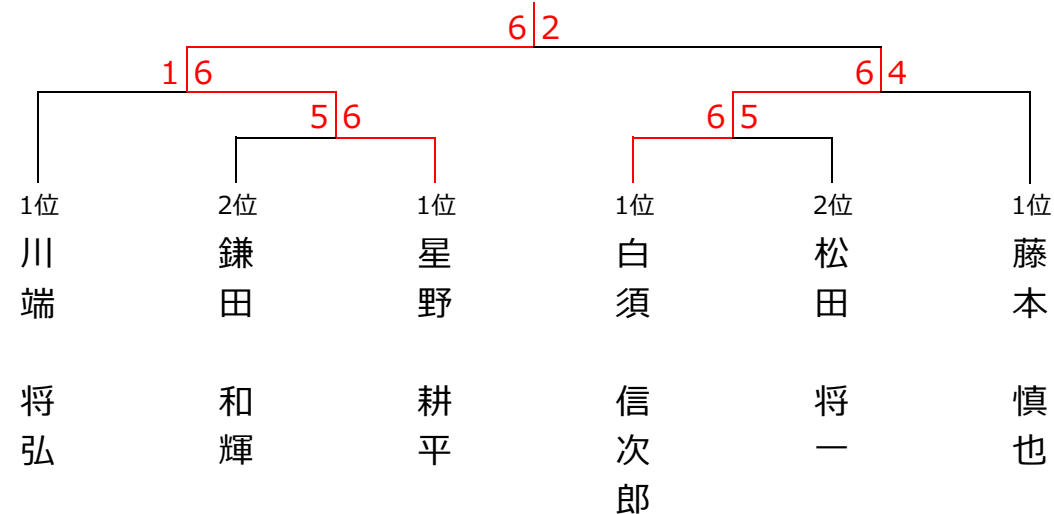 6 2
1 6
6 4
5 6
6 5
1位
2位
1位
1位
2位
1位
川端 将弘
鎌田 和輝
星野 耕平
白須 信次郎
松田 将一
藤本 慎也